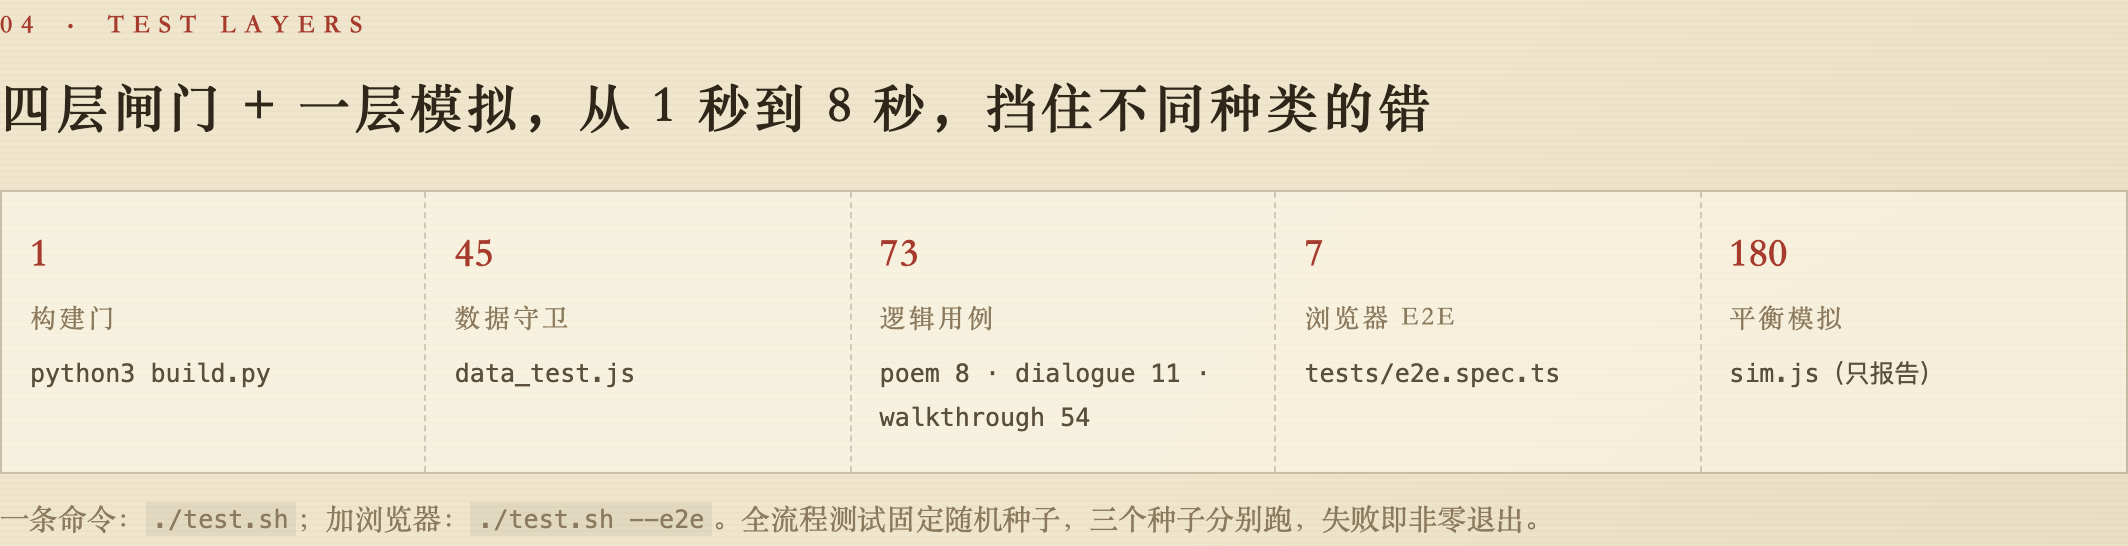 04 · TEST LAYERS
四层闸门 + 一层模拟，从 1 秒到 8 秒，挡住不同种类的错
1
构建门
python3 build.py
45
数据守卫
data_test.js
73
逻辑用例
poem 8 · dialogue 11 ·
walkthrough 54
7
浏览器 E2E
tests/e2e.spec.ts
180
平衡模拟
sim.js（只报告）
一条命令： ./test.sh ；加浏览器： ./test.sh --e2e 。全流程测试固定随机种子，三个种子分别跑，失败即非零退出。